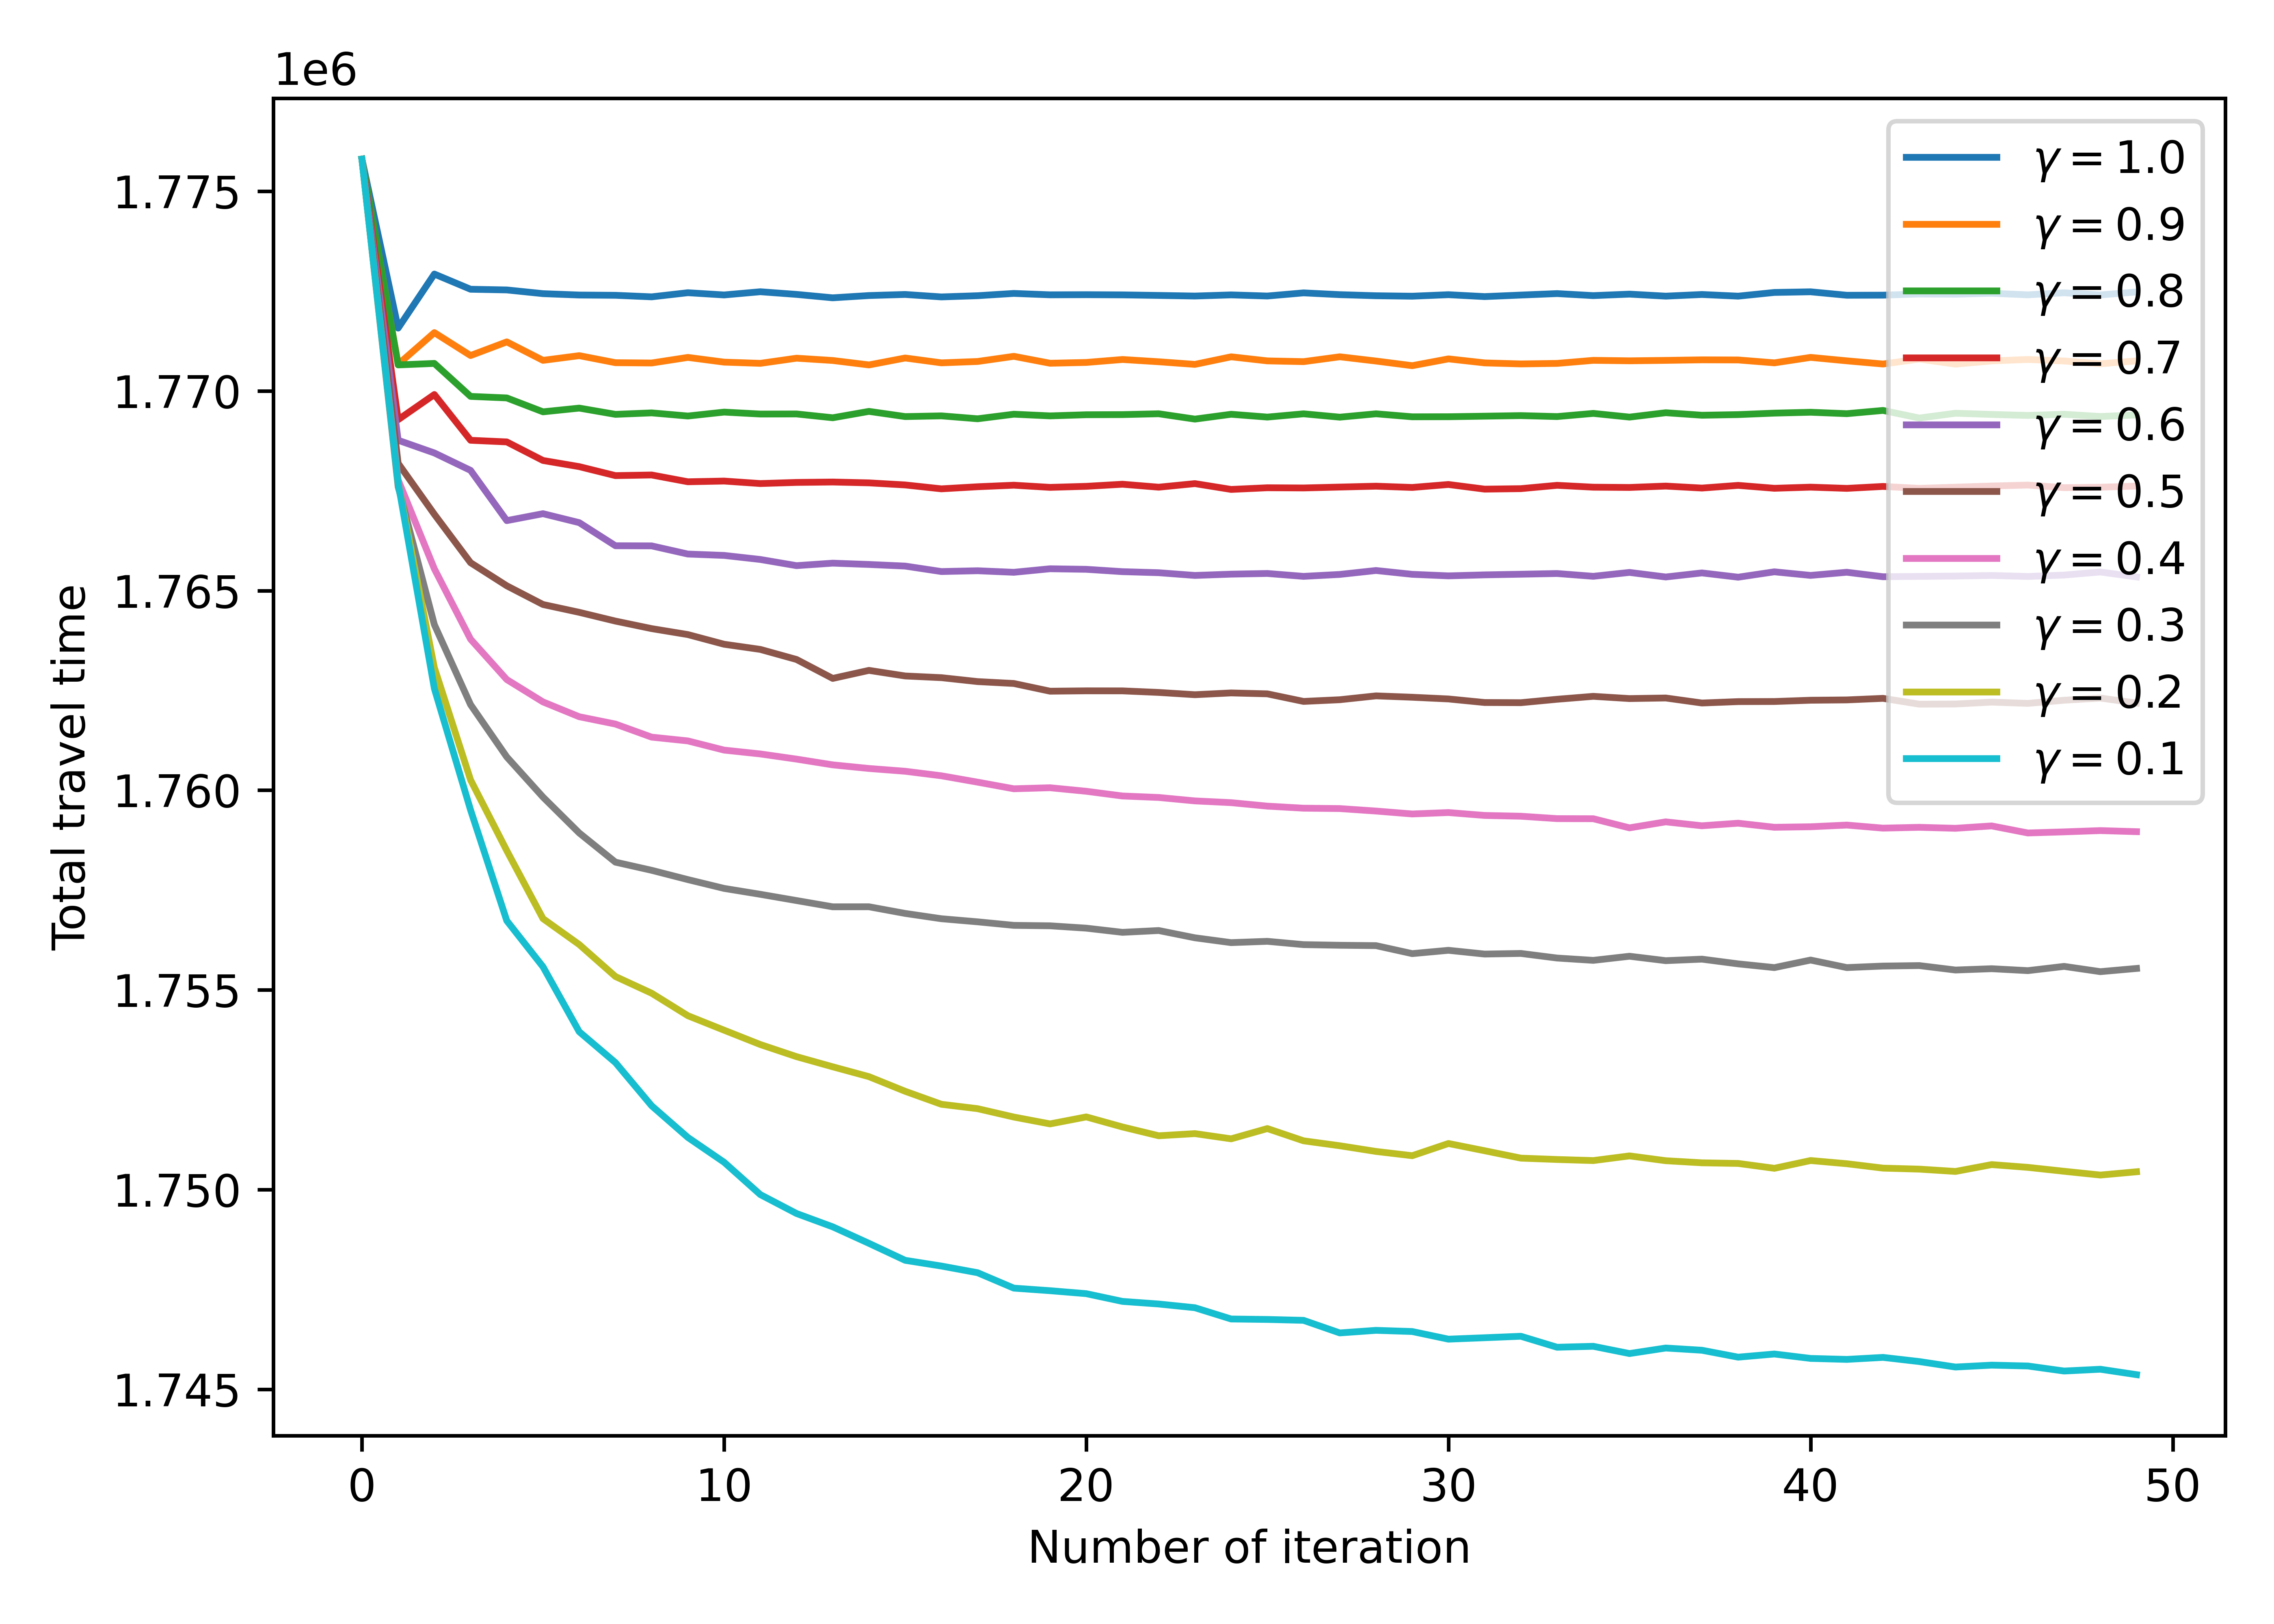 1e6
1.775
1.770
1.765
1.760
1.755
1.750
1.745
Total travel time
0 10 20 30 40 50
Number of iteration
γ = 1.0
γ = 0.9
γ = 0.8
γ = 0.7
γ = 0.6
γ = 0.5
γ = 0.4
γ = 0.3
γ = 0.2
γ = 0.1